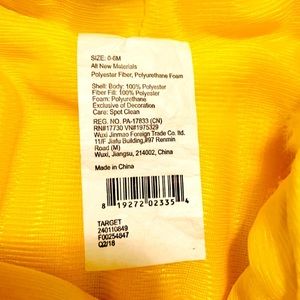 SIZE: 0-6M
All New Materials
Polyester Fiber, Polyurethane Foam
Shell: Body: 100% Polyester
Fiber Fill: 100% Polyester
Foam: Polyurethane
Exclusive of Decoration
Care: Spot Clean
REG. NO. PA-17833 (CN)
RN#17730 VN#1975329
Wuxi Jinmao Foreign Trade Co. ltd.
11/F Jiafu Building,#97 Renmin
Road (M)
Wuxi, Jiangsu, 214002, China
Made in China
8 19272 02335 4
TARGET
240110849
F00254847
Q2/18